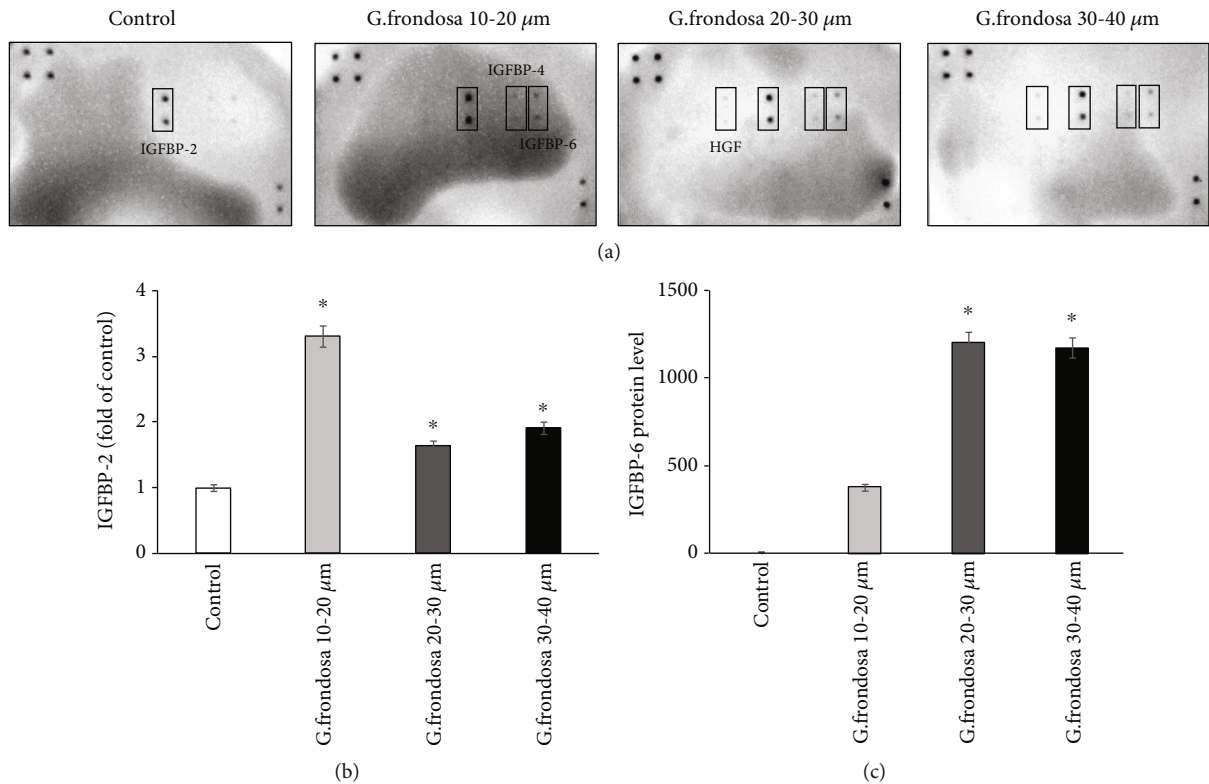 Control
G.frondosa 10-20 μm
G.frondosa 20-30 μm
G.frondosa 30-40 μm
IGFBP-2
IGFBP-4
IGFBP-6
HGF
(a)
IGFBP-2 (fold of control)
4
3
2
1
0
*
*
*
Control
G.frondosa 10-20 μm
G.frondosa 20-30 μm
G.frondosa 30-40 μm
(b)
IGFBP-6 protein level
1500
1000
500
0
*
*
Control
G.frondosa 10-20 μm
G.frondosa 20-30 μm
G.frondosa 30-40 μm
(c)